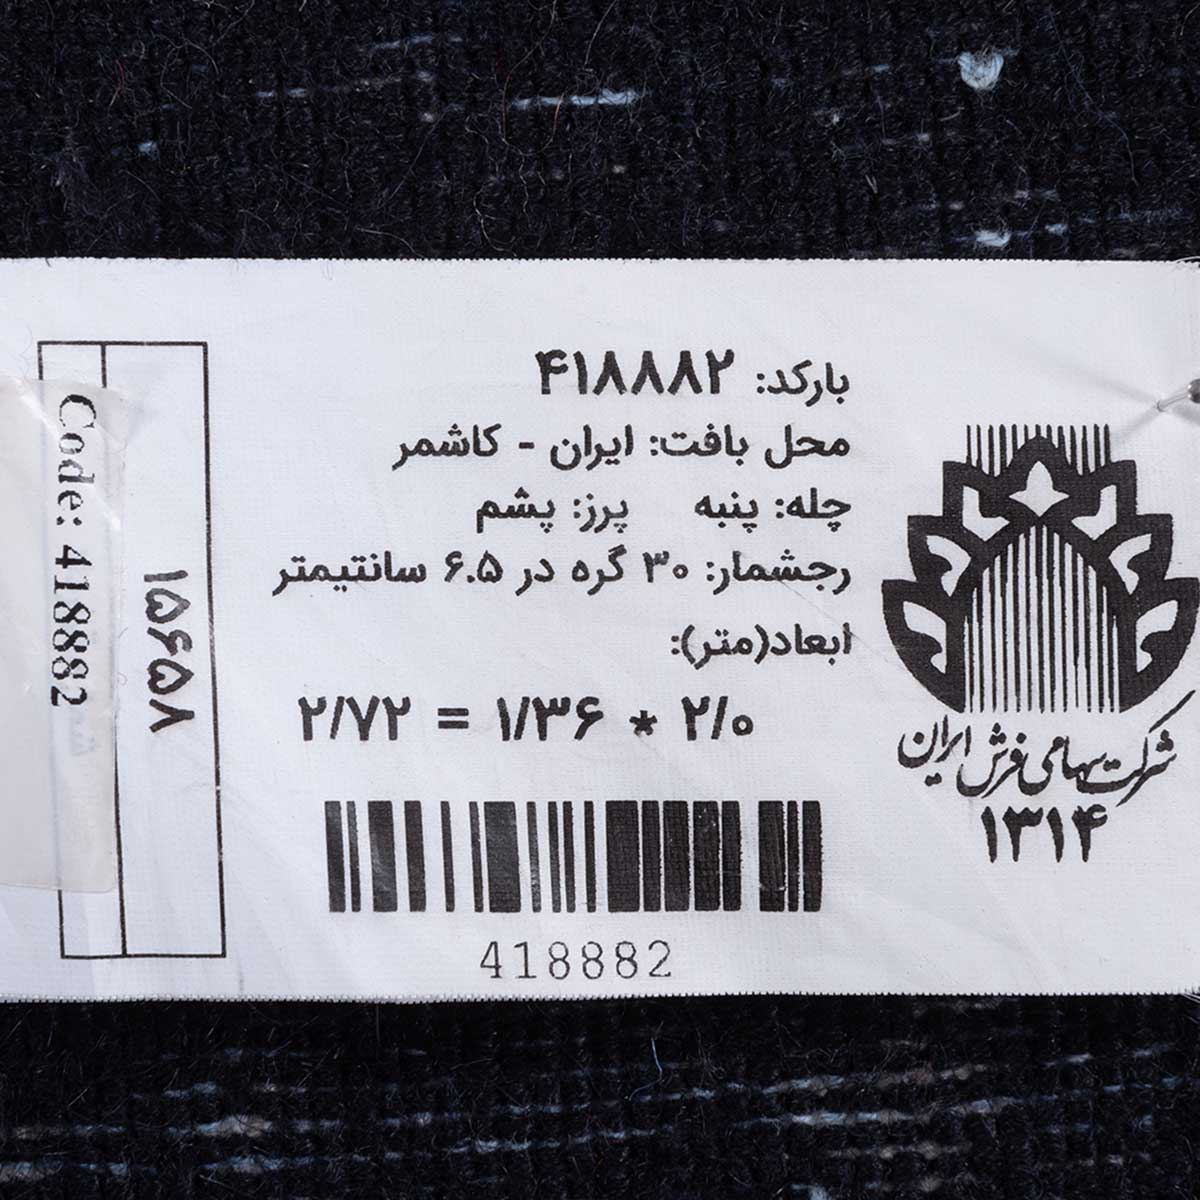 بارکد: ۴۱۸۸۸۲
محل بافت: ایران - کاشمر
چله: پنبه پرز: پشم
رجشمار: ۳۰ گره در ۶.۵ سانتیمتر
ابعاد(متر):
۲/۷۲ = ۱/۳۶ * ۲/۰
418882
شرکت سهامی فرش ایران
۱۳۱۴
۱۵۶۵۸
Code: 418882